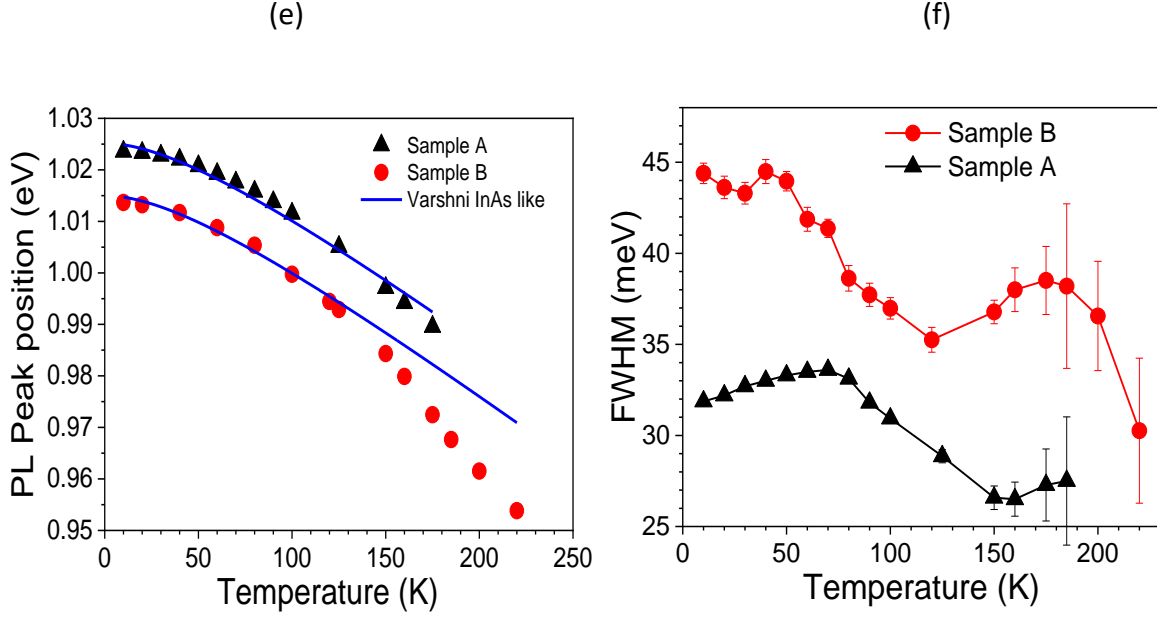 (e)
(f)
1.03
1.02
1.01
1.00
0.99
0.98
0.97
0.96
0.95
PL Peak position (eV)
Sample A
Sample B
Varshni InAs like
0 50 100 150 200 250
Temperature (K)
45
40
35
30
25
FWHM (meV)
Sample B
Sample A
0 50 100 150 200
Temperature (K)